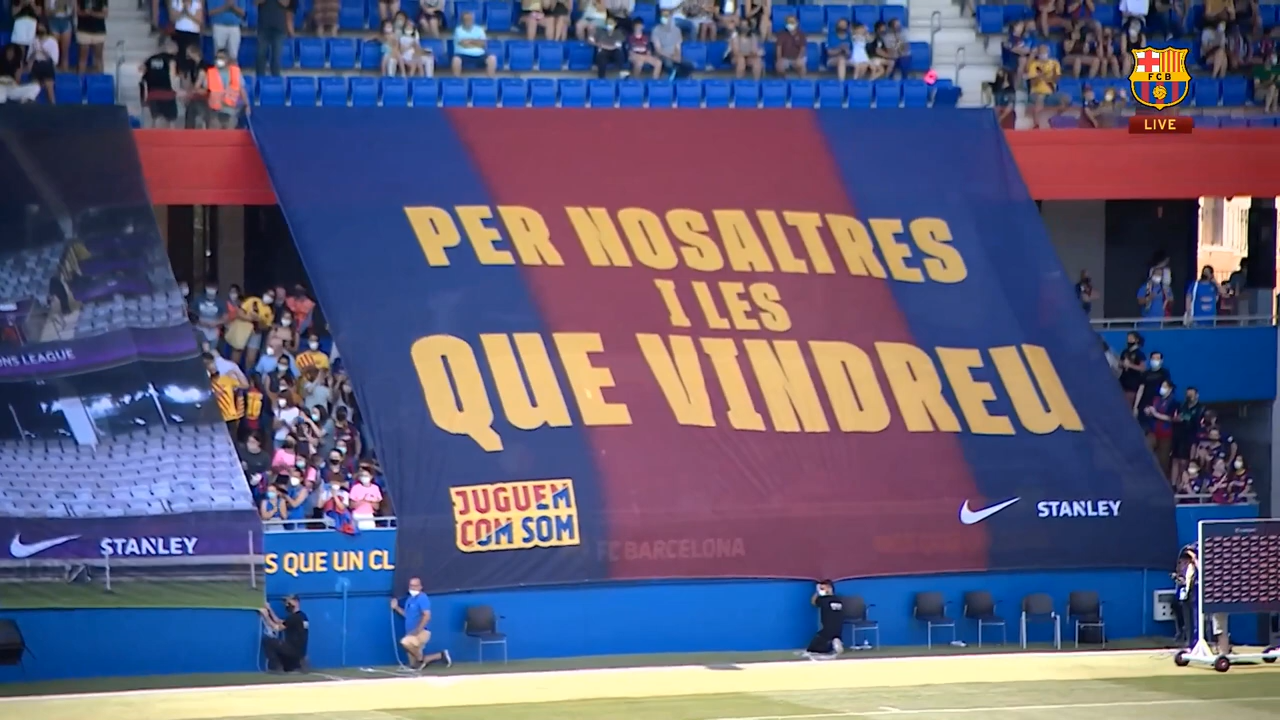 FCB
LIVE
PER NOSALTRES
I LES
QUE VINDREU
ONS LEAGUE
JUGUEM
COM SOM
STANLEY
STANLEY
S QUE UN CL
FC BARCELONA